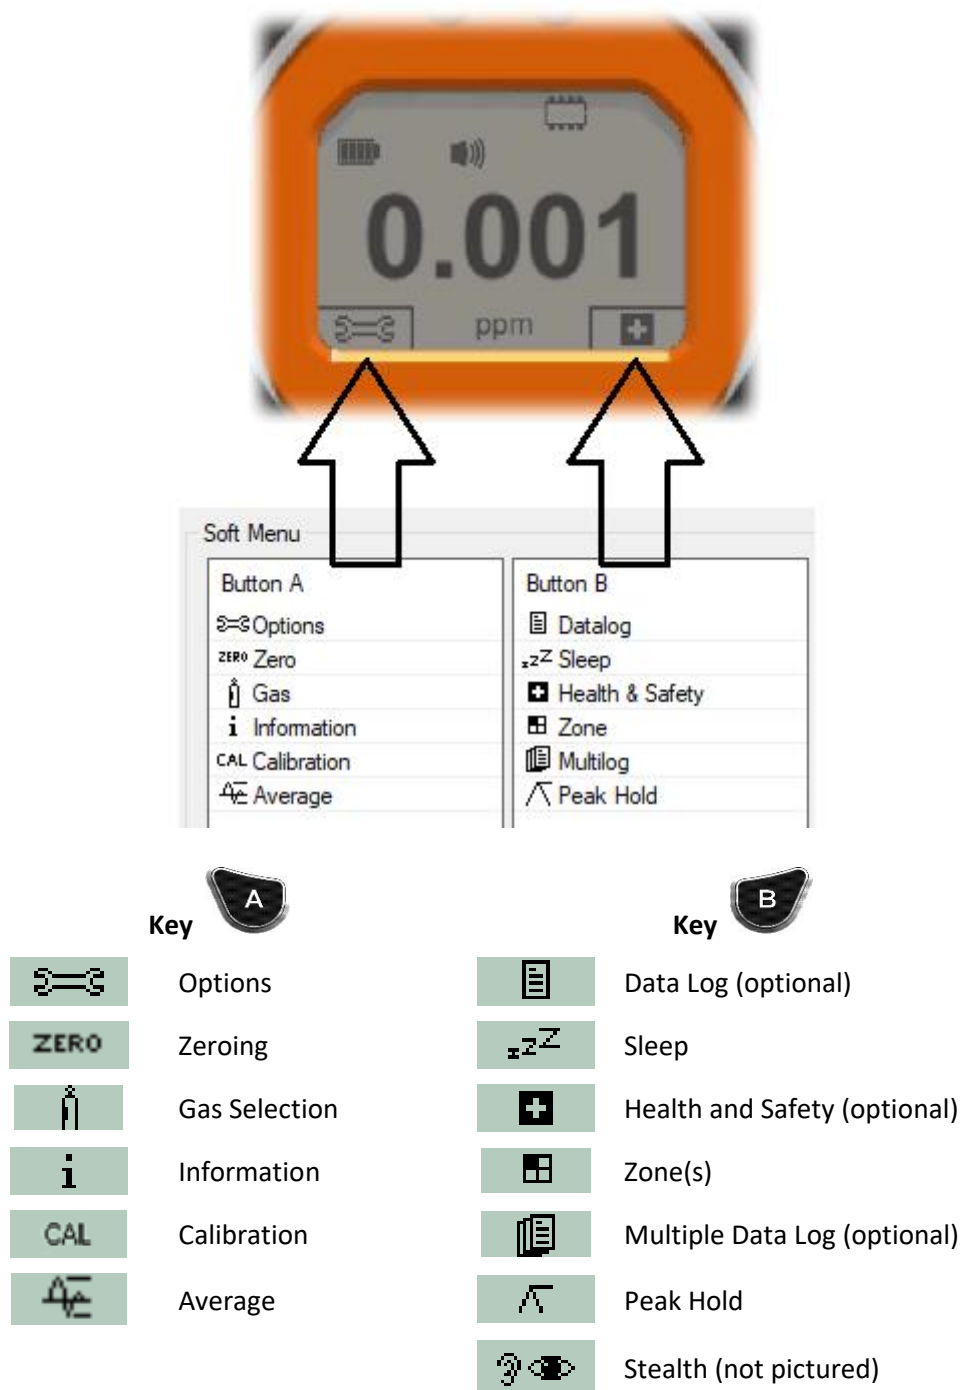 0.001
ppm
Soft Menu
Button A
Options
ZERO Zero
Gas
i Information
CAL Calibration
Average
Button B
Datalog
zzZ Sleep
Health & Safety
Zone
Multilog
Peak Hold
Key A
Options
ZERO Zeroing
Gas Selection
i Information
CAL Calibration
Average
Key B
Data Log (optional)
zzZ Sleep
Health and Safety (optional)
Zone(s)
Multiple Data Log (optional)
Peak Hold
Stealth (not pictured)